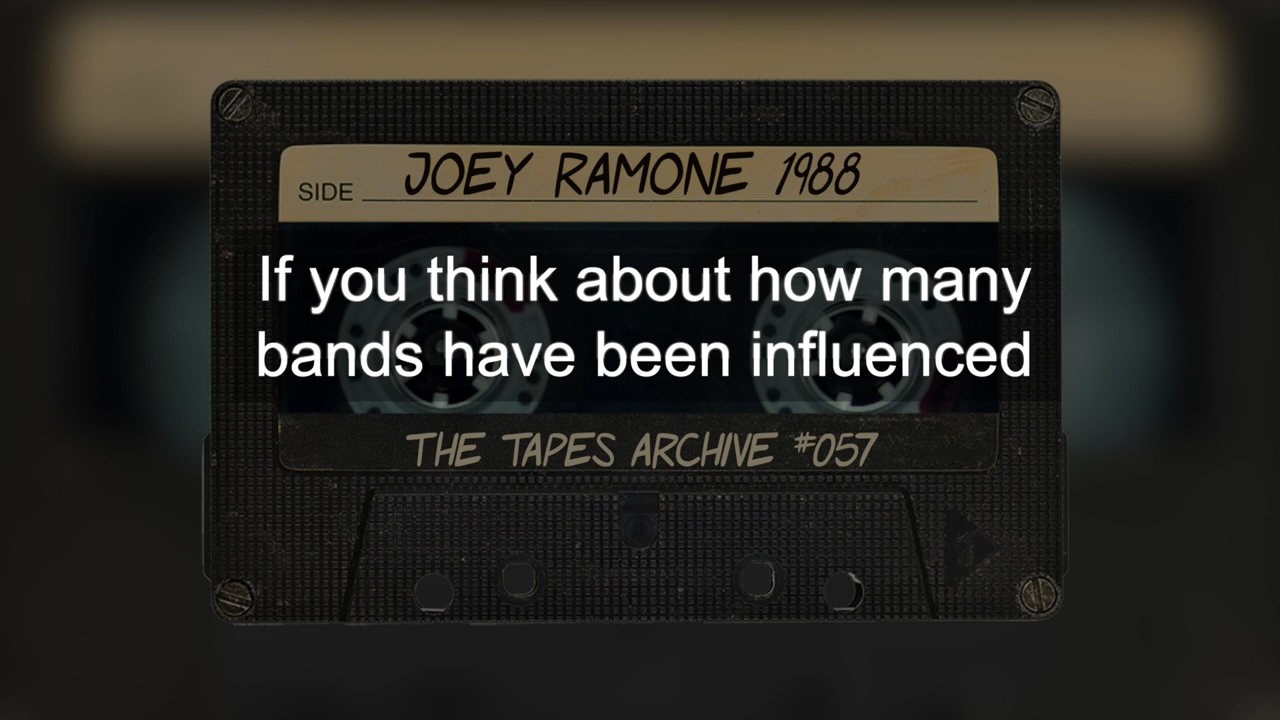 SIDE JOEY RAMONE 1988
If you think about how many
bands have been influenced
THE TAPES ARCHIVE #057